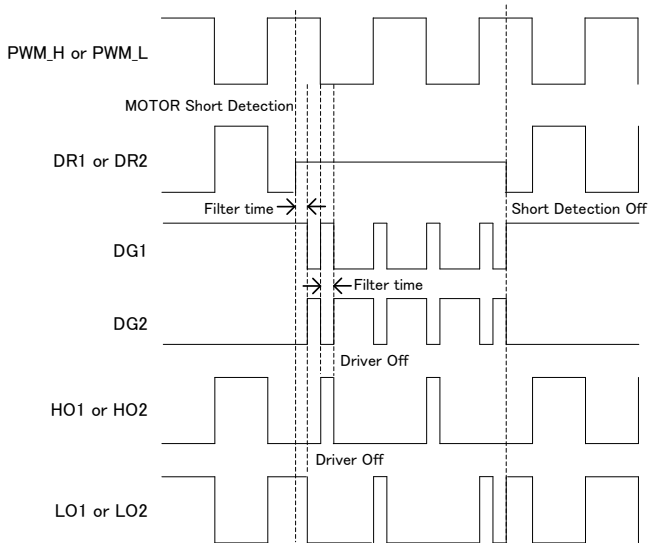 PWM_H or PWM_L
MOTOR Short Detection
DR1 or DR2
Filter time
Short Detection Off
DG1
Filter time
DG2
Driver Off
HO1 or HO2
Driver Off
LO1 or LO2